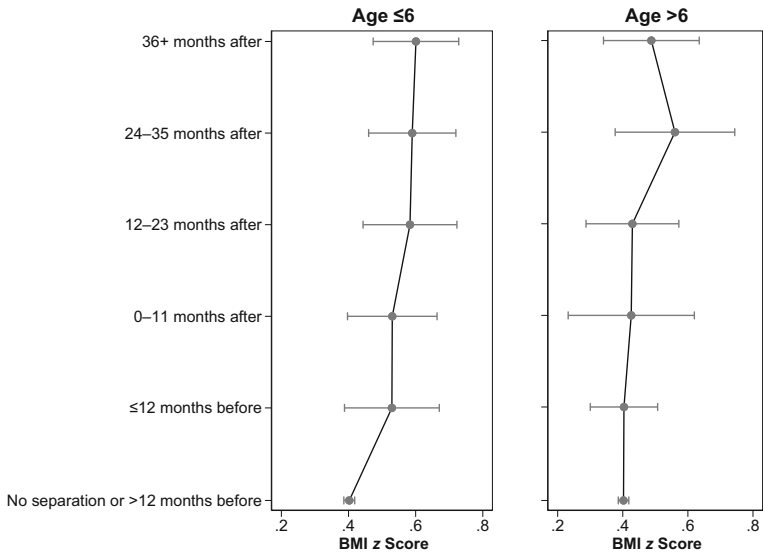 Age ≤6
Age >6
36+ months after
24–35 months after
12–23 months after
0–11 months after
≤12 months before
No separation or >12 months before
.2 .4 .6 .8
.2 .4 .6 .8
BMI z Score
BMI z Score